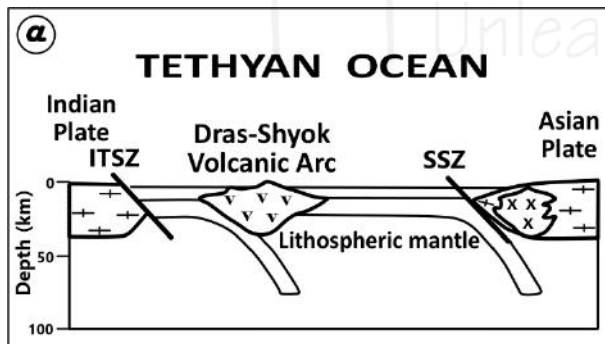 a
Unlea
TETHYAN OCEAN
Indian
Plate
ITSZ
Dras-Shyok
Volcanic Arc
SSZ
Asian
Plate
0
50
100
Depth (km)
Lithospheric mantle
v v v
v v
x x
x